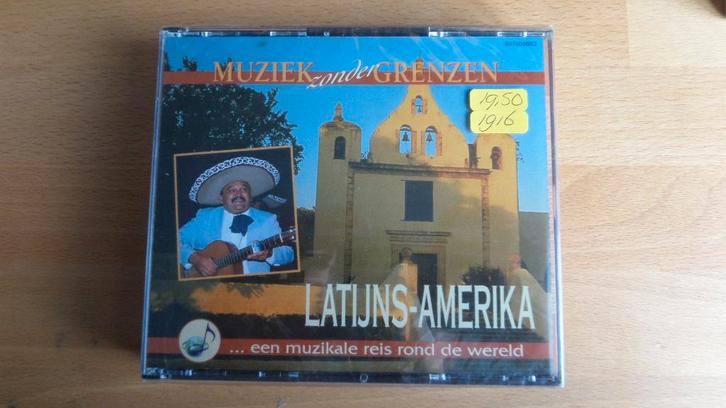 MUZIEK zonder GRENZEN
19,50
1916
LATIJNS-AMERIKA
... een muzikale reis rond de wereld